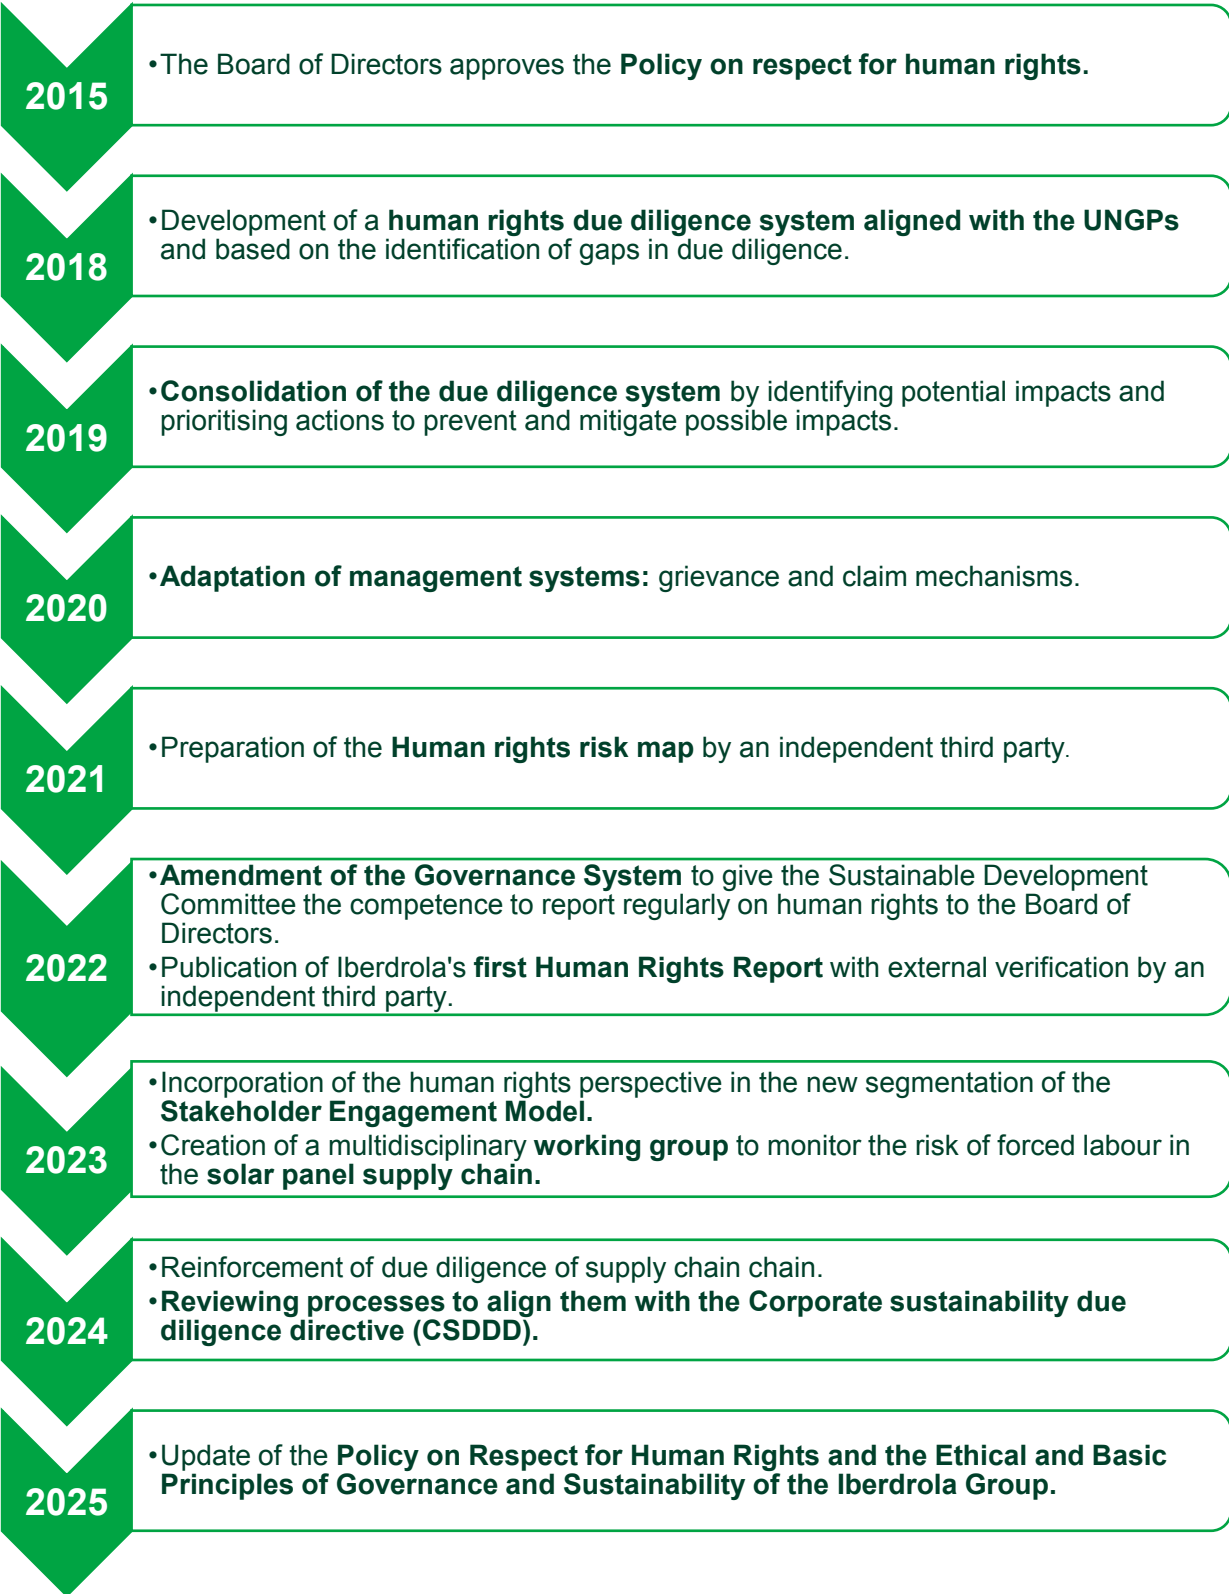 2015
•The Board of Directors approves the Policy on respect for human rights.
2018
•Development of a human rights due diligence system aligned with the UNGPs
and based on the identification of gaps in due diligence.
2019
•Consolidation of the due diligence system by identifying potential impacts and
prioritising actions to prevent and mitigate possible impacts.
2020
•Adaptation of management systems: grievance and claim mechanisms.
2021
•Preparation of the Human rights risk map by an independent third party.
2022
•Amendment of the Governance System to give the Sustainable Development
Committee the competence to report regularly on human rights to the Board of
Directors.
•Publication of Iberdrola's first Human Rights Report with external verification by an
independent third party.
2023
•Incorporation of the human rights perspective in the new segmentation of the
Stakeholder Engagement Model.
•Creation of a multidisciplinary working group to monitor the risk of forced labour in
the solar panel supply chain.
2024
•Reinforcement of due diligence of supply chain chain.
•Reviewing processes to align them with the Corporate sustainability due
diligence directive (CSDDD).
2025
•Update of the Policy on Respect for Human Rights and the Ethical and Basic
Principles of Governance and Sustainability of the Iberdrola Group.